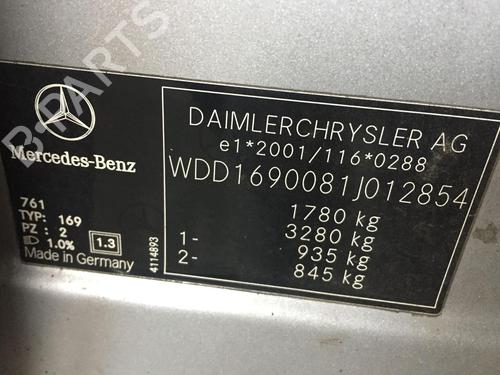 DAIMLERCHRYSLER AG
e1*2001/116*0288
WDD1690081J012854
1780 kg
1- 3280 kg
2- 935 kg
845 kg
Mercedes-Benz
761
TYP: 169
PZ : 2
1.0% 1.3
Made in Germany
4114893
B-PARTS